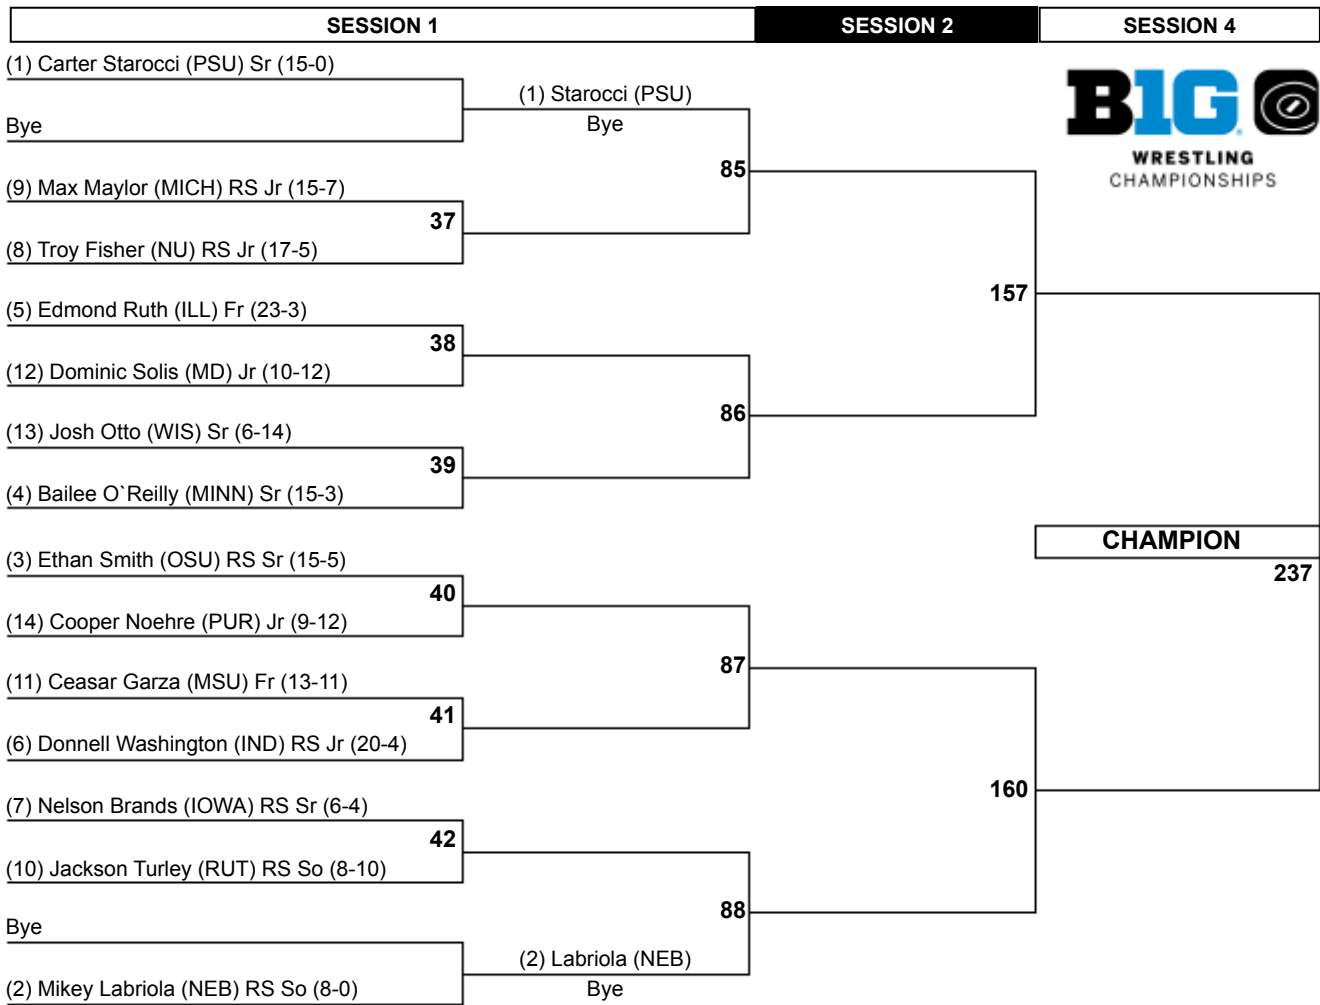 SESSION 1
SESSION 2
SESSION 4
(1) Carter Starocci (PSU) Sr (15-0)
(1) Starocci (PSU)
Bye
Bye
B1G
WRESTLING
CHAMPIONSHIPS
85
(9) Max Maylor (MICH) RS Jr (15-7)
37
(8) Troy Fisher (NU) RS Jr (17-5)
157
(5) Edmond Ruth (ILL) Fr (23-3)
38
(12) Dominic Solis (MD) Jr (10-12)
86
(13) Josh Otto (WIS) Sr (6-14)
39
(4) Bailee O`Reilly (MINN) Sr (15-3)
CHAMPION
237
(3) Ethan Smith (OSU) RS Sr (15-5)
40
(14) Cooper Noehre (PUR) Jr (9-12)
87
(11) Ceasar Garza (MSU) Fr (13-11)
41
(6) Donnell Washington (IND) RS Jr (20-4)
160
(7) Nelson Brands (IOWA) RS Sr (6-4)
42
(10) Jackson Turley (RUT) RS So (8-10)
88
Bye
(2) Labriola (NEB)
Bye
(2) Mikey Labriola (NEB) RS So (8-0)